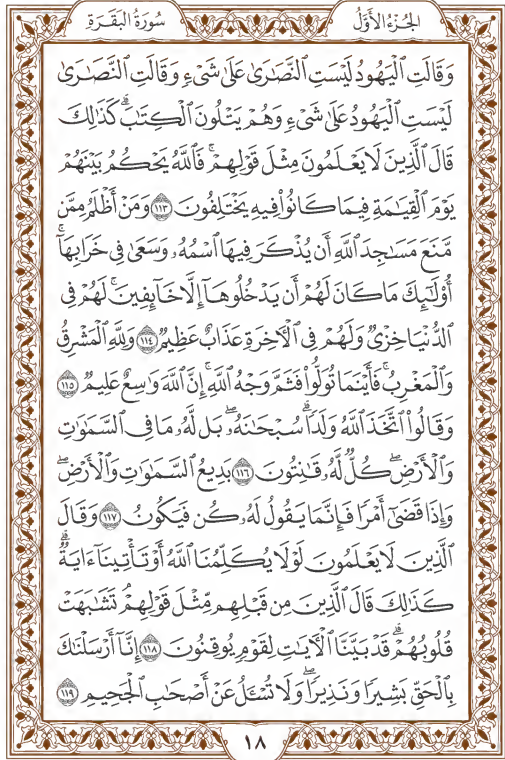 الجُزْءُ الأَوَّلُ
سُورَةُ البَقَرَةِ
وَقَالَتِ ٱلْيَهُودُ لَيْسَتِ ٱلنَّصَـٰرَىٰ عَلَىٰ شَىْءٍ وَقَالَتِ ٱلنَّصَـٰرَىٰ
لَيْسَتِ ٱلْيَهُودُ عَلَىٰ شَىْءٍ وَهُمْ يَتْلُونَ ٱلْكِتَـٰبَ ۗ كَذَٰلِكَ
قَالَ ٱلَّذِينَ لَا يَعْلَمُونَ مِثْلَ قَوْلِهِمْ ۚ فَٱللَّهُ يَحْكُمُ بَيْنَهُمْ
يَوْمَ ٱلْقِيَـٰمَةِ فِيمَا كَانُوا۟ فِيهِ يَخْتَلِفُونَ ١١٣ وَمَنْ أَظْلَمُ مِمَّن
مَّنَعَ مَسَـٰجِدَ ٱللَّهِ أَن يُذْكَرَ فِيهَا ٱسْمُهُۥ وَسَعَىٰ فِى خَرَابِهَآ ۚ
أُو۟لَـٰٓئِكَ مَا كَانَ لَهُمْ أَن يَدْخُلُوهَآ إِلَّا خَآئِفِينَ ۚ لَهُمْ فِى
ٱلدُّنْيَا خِزْىٌ وَلَهُمْ فِى ٱلْـَٔاخِرَةِ عَذَابٌ عَظِيمٌ ١١٤ وَلِلَّهِ ٱلْمَشْرِقُ
وَٱلْمَغْرِبُ ۚ فَأَيْنَمَا تُوَلُّوا۟ فَثَمَّ وَجْهُ ٱللَّهِ ۚ إِنَّ ٱللَّهَ وَٰسِعٌ عَلِيمٌ ١١٥
وَقَالُوا۟ ٱتَّخَذَ ٱللَّهُ وَلَدًا ۗ سُبْحَـٰنَهُۥ ۖ بَل لَّهُۥ مَا فِى ٱلسَّمَـٰوَٰتِ
وَٱلْأَرْضِ ۖ كُلٌّ لَّهُۥ قَـٰنِتُونَ ١١٦ بَدِيعُ ٱلسَّمَـٰوَٰتِ وَٱلْأَرْضِ ۖ
وَإِذَا قَضَىٰٓ أَمْرًا فَإِنَّمَا يَقُولُ لَهُۥ كُن فَيَكُونُ ١١٧ وَقَالَ
ٱلَّذِينَ لَا يَعْلَمُونَ لَوْلَا يُكَلِّمُنَا ٱللَّهُ أَوْ تَأْتِينَآ ءَايَةٌ ۗ
كَذَٰلِكَ قَالَ ٱلَّذِينَ مِن قَبْلِهِم مِّثْلَ قَوْلِهِمْ ۘ تَشَـٰبَهَتْ
قُلُوبُهُمْ ۗ قَدْ بَيَّنَّا ٱلْـَٔايَـٰتِ لِقَوْمٍ يُوقِنُونَ ١١٨ إِنَّآ أَرْسَلْنَـٰكَ
بِٱلْحَقِّ بَشِيرًا وَنَذِيرًا ۖ وَلَا تُسْـَٔلُ عَنْ أَصْحَـٰبِ ٱلْجَحِيمِ ١١٩
١٨